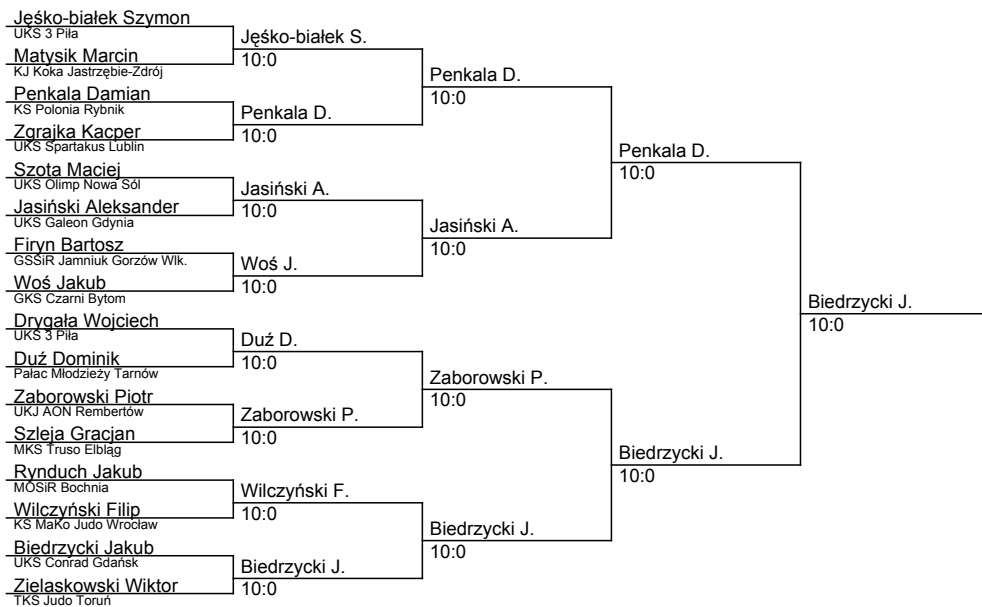 Jęśko-białek Szymon
UKS 3 Piła
Matysik Marcin
KJ Koka Jastrzębie-Zdrój
Penkala Damian
KS Polonia Rybnik
Zgrajka Kacper
UKS Spartakus Lublin
Szota Maciej
UKS Olimp Nowa Sól
Jasiński Aleksander
UKS Galeon Gdynia
Firyn Bartosz
GSSiR Jamniuk Gorzów Wlk.
Woś Jakub
GKS Czarni Bytom
Drygała Wojciech
UKS 3 Piła
Duź Dominik
Pałac Młodzieży Tarnów
Zaborowski Piotr
UKJ AON Rembertów
Szleja Gracjan
MKS Truso Elbląg
Rynduch Jakub
MOSiR Bochnia
Wilczyński Filip
KS MaKo Judo Wrocław
Biedrzycki Jakub
UKS Conrad Gdańsk
Zielaskowski Wiktor
TKS Judo Toruń
Jęśko-białek S.
10:0
Penkala D.
10:0
Jasiński A.
10:0
Woś J.
10:0
Duź D.
10:0
Zaborowski P.
10:0
Wilczyński F.
10:0
Biedrzycki J.
10:0
Penkala D.
10:0
Jasiński A.
10:0
Zaborowski P.
10:0
Biedrzycki J.
10:0
Penkala D.
10:0
Biedrzycki J.
10:0
Biedrzycki J.
10:0